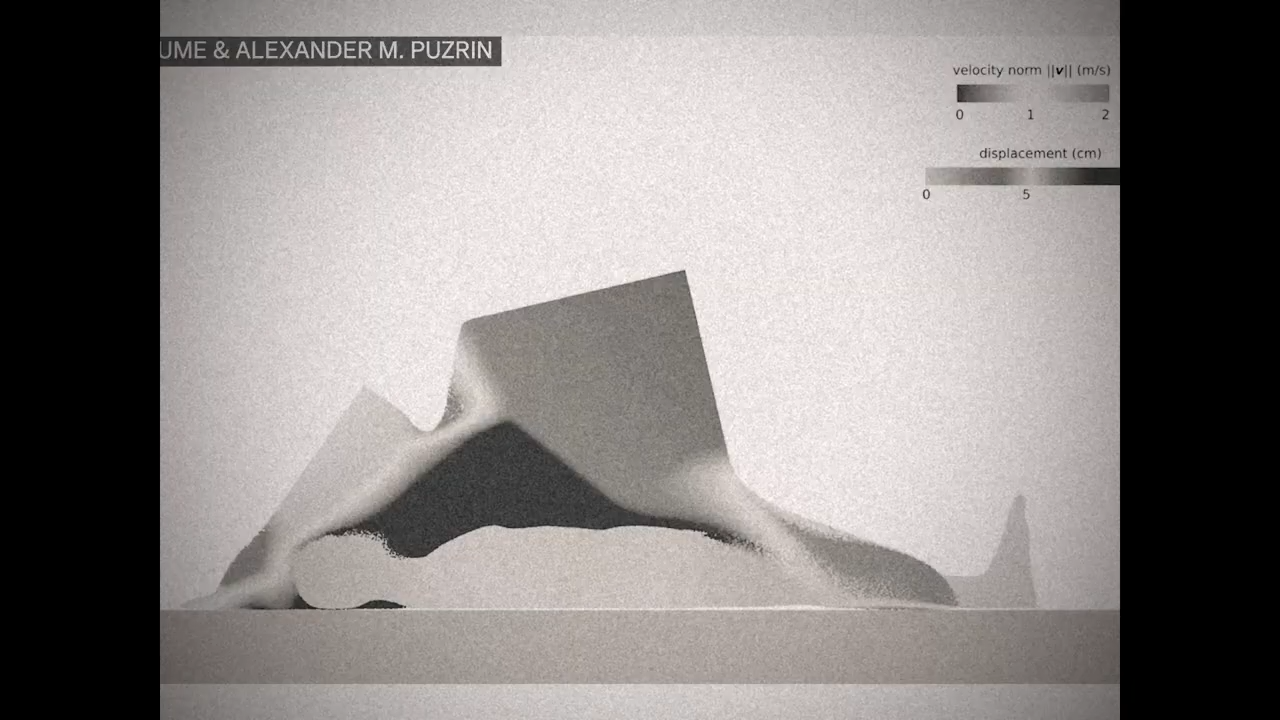 UME & ALEXANDER M. PUZRIN
velocity norm ||v|| (m/s)
0 1 2
displacement (cm)
0 5